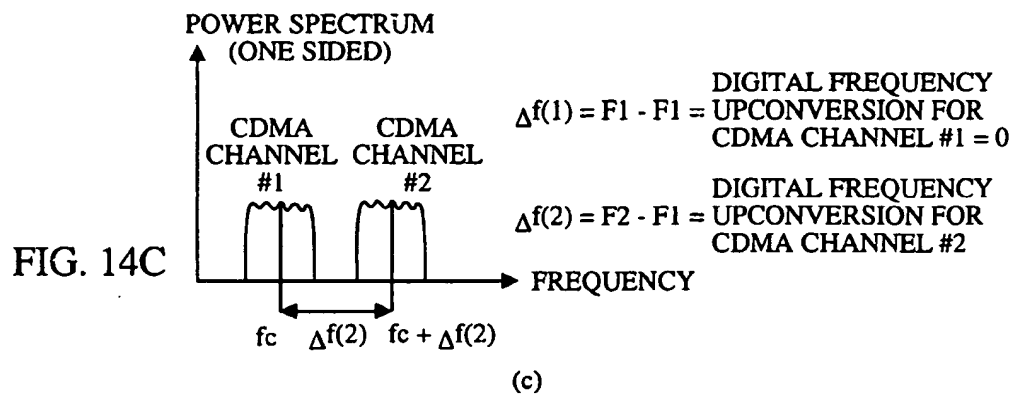 POWER SPECTRUM
(ONE SIDED)
CDMA
CHANNEL
#1
CDMA
CHANNEL
#2
FREQUENCY
fc
Δf(2)
fc + Δf(2)
Δf(1) = F1 - F1 =
DIGITAL FREQUENCY
UPCONVERSION FOR
CDMA CHANNEL #1 = 0
Δf(2) = F2 - F1 =
DIGITAL FREQUENCY
UPCONVERSION FOR
CDMA CHANNEL #2
FIG. 14C
(c)